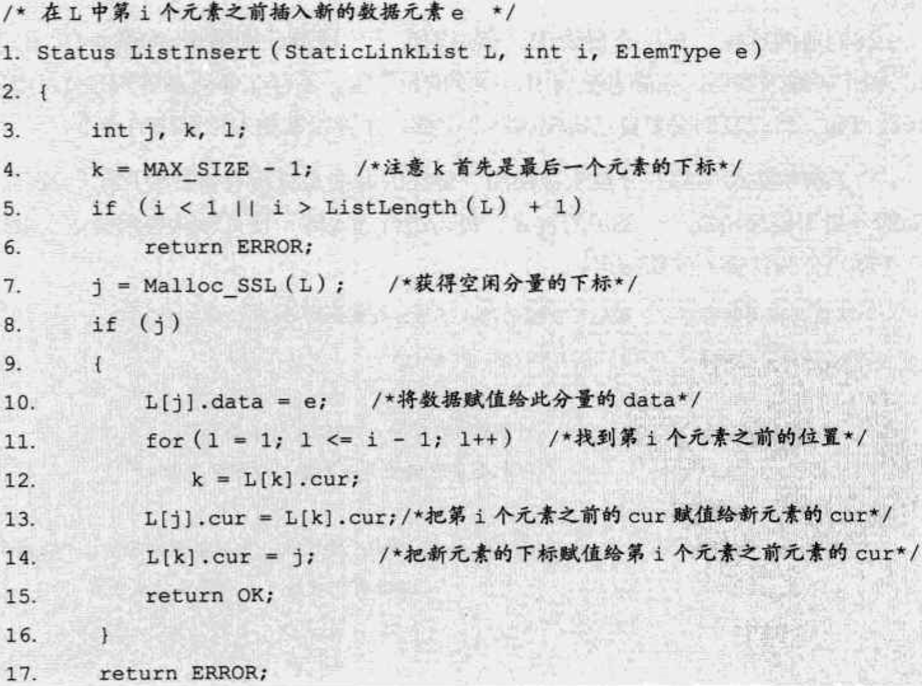 /* 在 L 中第 i 个元素之前插入新的数据元素 e */
1. Status ListInsert(StaticLinkList L, int i, ElemType e)
2. {
3. int j, k, l;
4. k = MAX_SIZE - 1; /*注意 k 首先是最后一个元素的下标*/
5. if (i < 1 || i > ListLength(L) + 1)
6. return ERROR;
7. j = Malloc_SSL(L); /*获得空闲分量的下标*/
8. if (j)
9. {
10. L[j].data = e; /*将数据赋值给此分量的 data*/
11. for(l = 1; l <= i - 1; l++) /*找到第 i 个元素之前的位置*/
12. k = L[k].cur;
13. L[j].cur = L[k].cur;/*把第 i 个元素之前的 cur 赋值给新元素的 cur*/
14. L[k].cur = j; /*把新元素的下标赋值给第 i 个元素之前元素的 cur*/
15. return OK;
16. }
17. return ERROR;